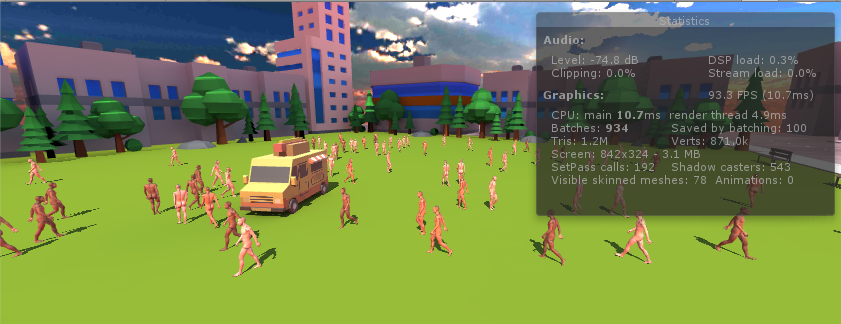 Statistics
Audio:
Level: -74.8 dB DSP load: 0.3%
Clipping: 0.0% Stream load: 0.0%
Graphics: 93.3 FPS (10.7ms)
CPU: main 10.7ms render thread 4.9ms
Batches: 934 Saved by batching: 100
Tris: 1.2M Verts: 871.0k
Screen: 842x324 - 3.1 MB
SetPass calls: 192 Shadow casters: 543
Visible skinned meshes: 78 Animations: 0